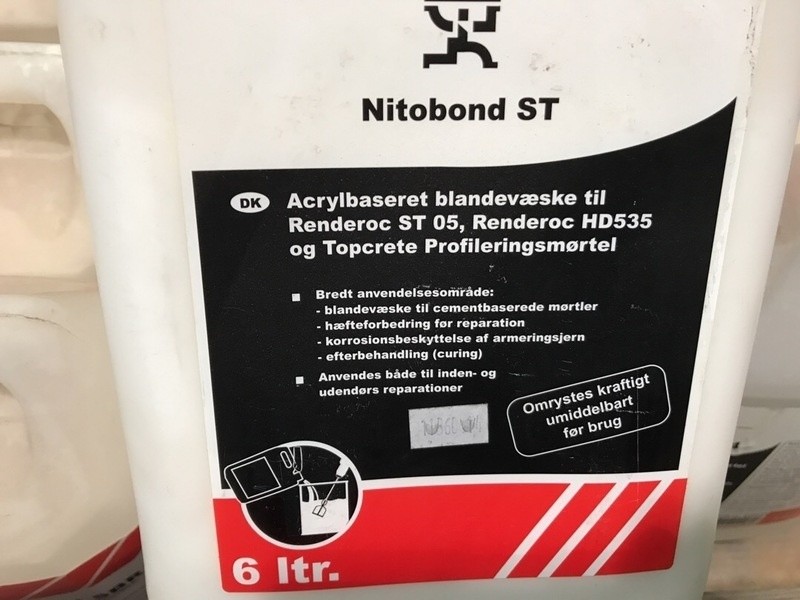 Nitobond ST
DK
Acrylbaseret blandevæske til
Renderoc ST 05, Renderoc HD535
og Topcrete Profileringsmørtel
Bredt anvendelsesområde:
- blandevæske til cementbaserede mørtler
- hæfteforbedring før reparation
- korrosionsbeskyttelse af armeringsjern
- efterbehandling (curing)
Anvendes både til inden- og
udendørs reparationer
Omrystes kraftigt
umiddelbart
før brug
6 ltr.